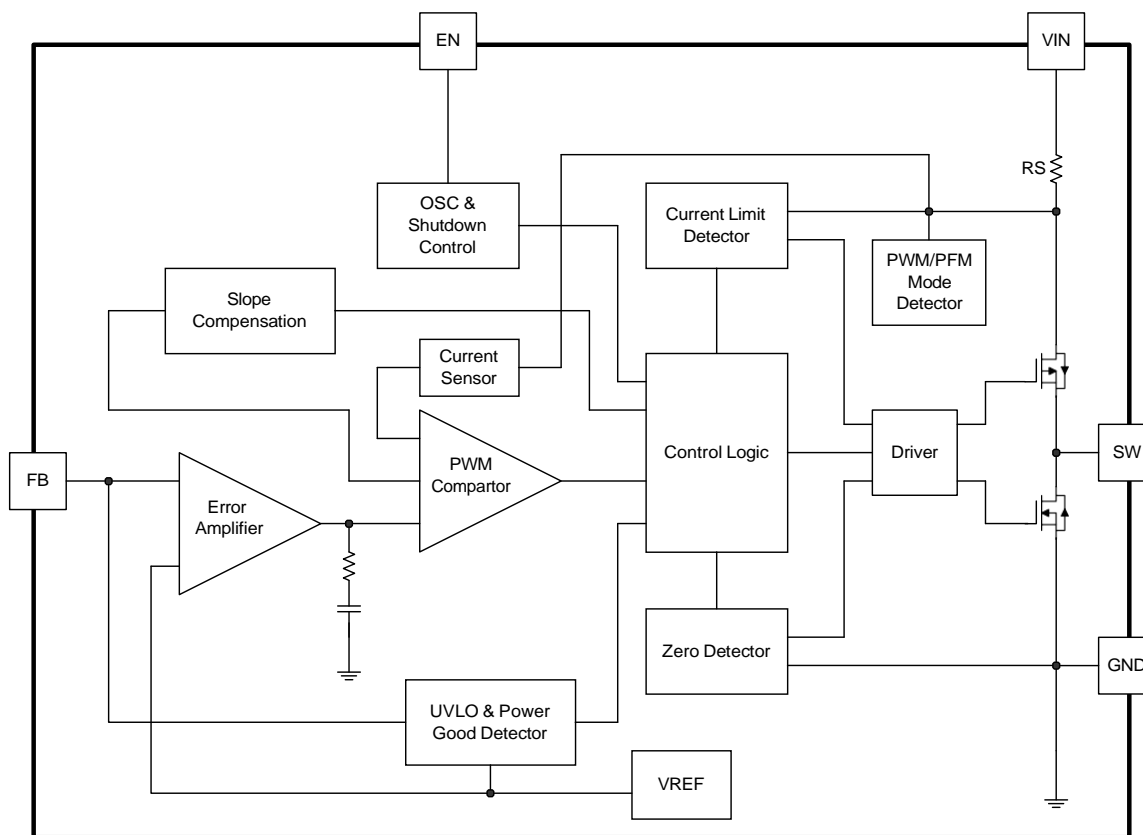 EN
VIN
RS
OSC &
Shutdown
Control
Current Limit
Detector
PWM/PFM
Mode
Detector
Slope
Compensation
Current
Sensor
FB
Error
Amplifier
PWM
Compartor
Control Logic
Driver
SW
Zero Detector
GND
UVLO & Power
Good Detector
VREF